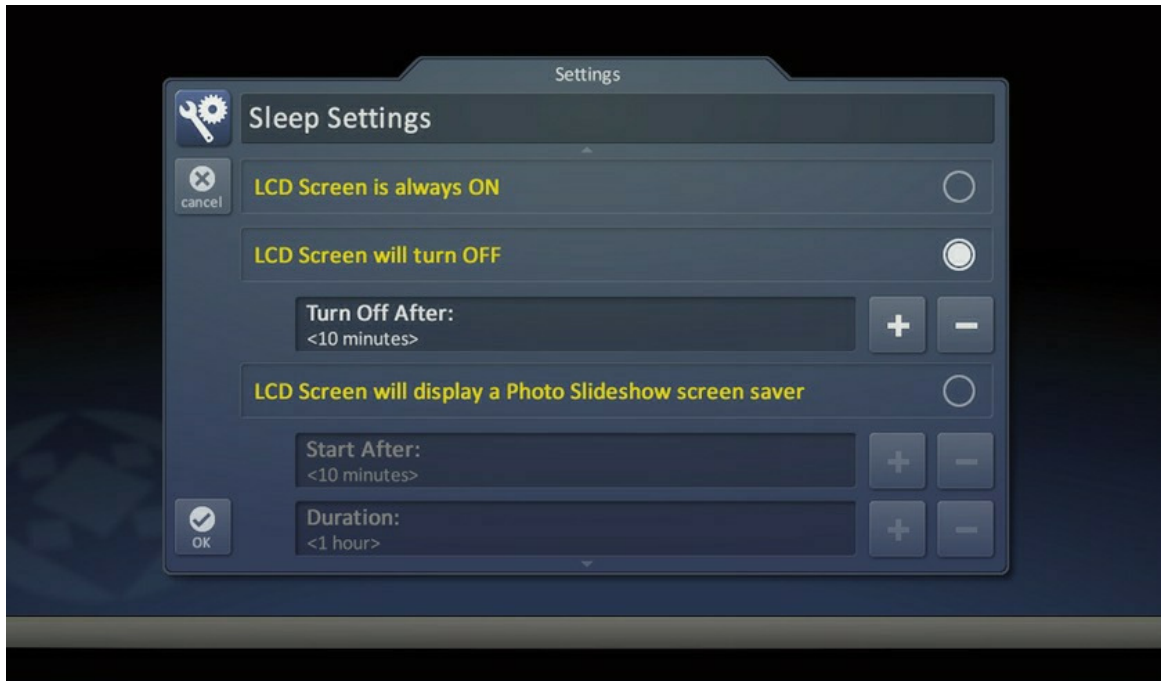 Settings
Sleep Settings
cancel
LCD Screen is always ON
LCD Screen will turn OFF
Turn Off After:
<10 minutes>
+ −
LCD Screen will display a Photo Slideshow screen saver
Start After:
<10 minutes>
+ −
Duration:
<1 hour>
+ −
OK